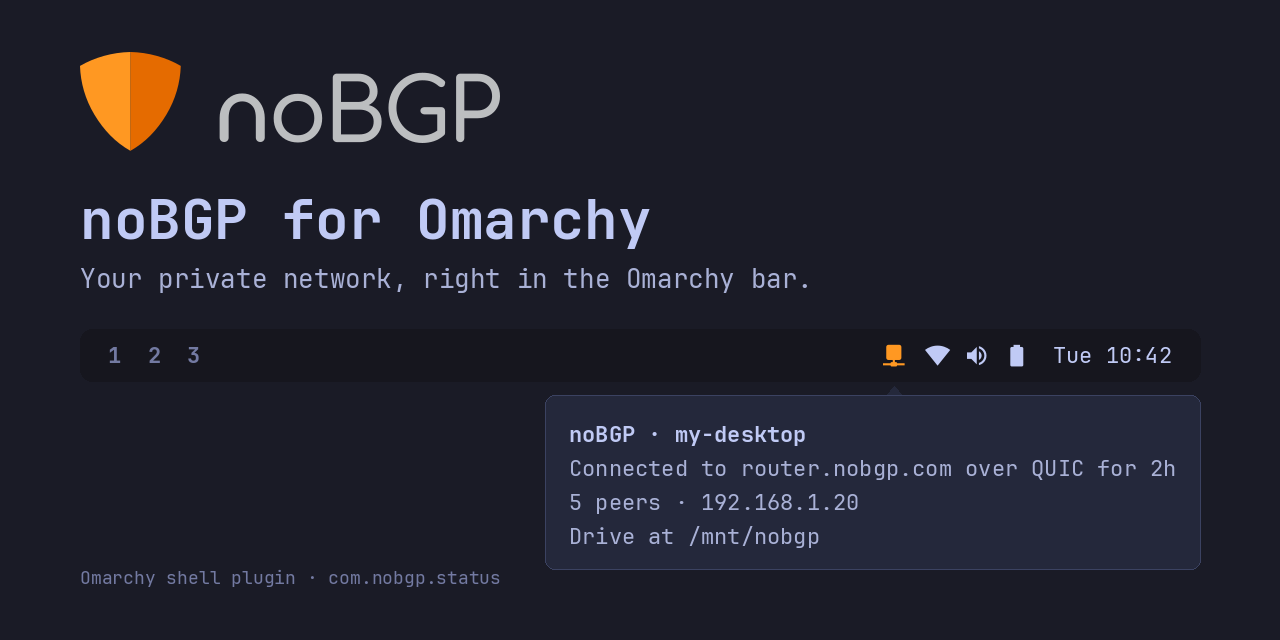 noBGP
noBGP for Omarchy
Your private network, right in the Omarchy bar.
1 2 3 Tue 10:42
noBGP · my-desktop
Connected to router.nobgp.com over QUIC for 2h
5 peers · 192.168.1.20
Drive at /mnt/nobgp
Omarchy shell plugin · com.nobgp.status